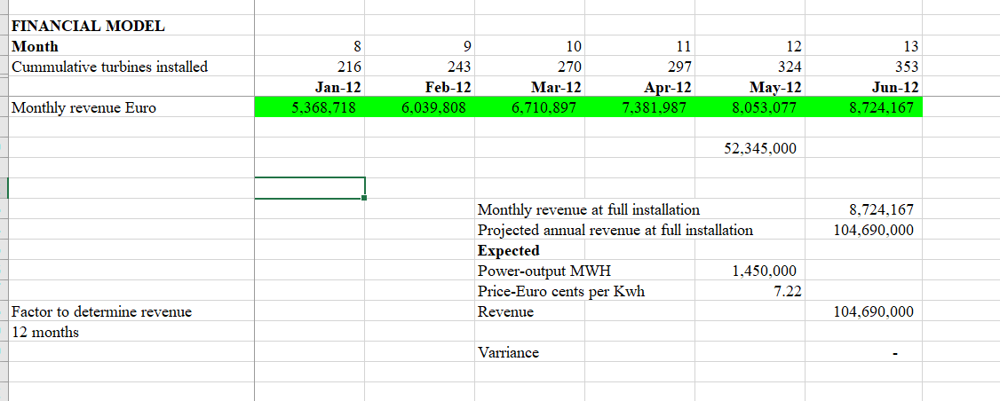 FINANCIAL MODEL
Month 8 9 10 11 12 13
Cummulative turbines installed 216 243 270 297 324 353
Jan-12 Feb-12 Mar-12 Apr-12 May-12 Jun-12
Monthly revenue Euro 5,368,718 6,039,808 6,710,897 7,381,987 8,053,077 8,724,167
52,345,000
Monthly revenue at full installation 8,724,167
Projected annual revenue at full installation 104,690,000
Expected
Power-output MWH 1,450,000
Price-Euro cents per Kwh 7.22
Factor to determine revenue Revenue 104,690,000
12 months
Varriance -